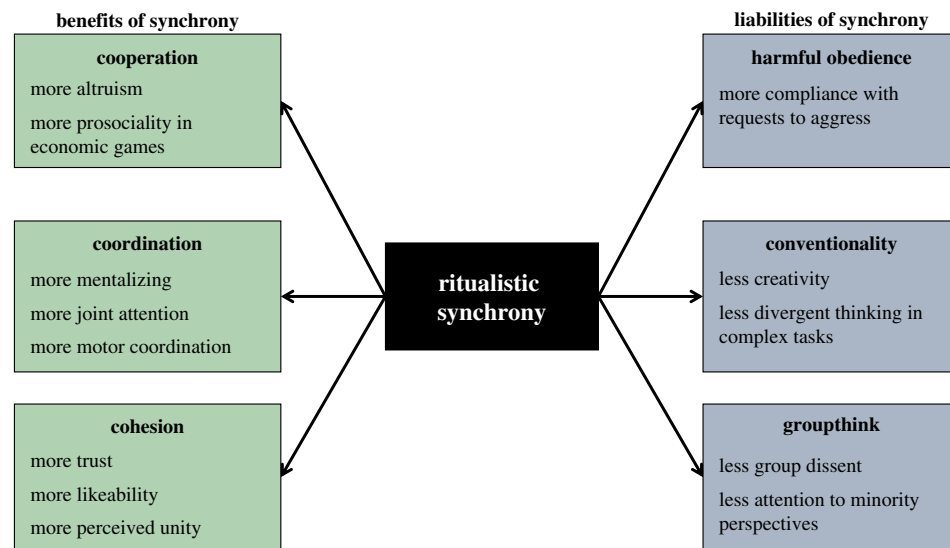 benefits of synchrony
cooperation
more altruism
more prosociality in
economic games
coordination
more mentalizing
more joint attention
more motor coordination
cohesion
more trust
more likeability
more perceived unity
ritualistic
synchrony
liabilities of synchrony
harmful obedience
more compliance with
requests to aggress
conventionality
less creativity
less divergent thinking in
complex tasks
groupthink
less group dissent
less attention to minority
perspectives